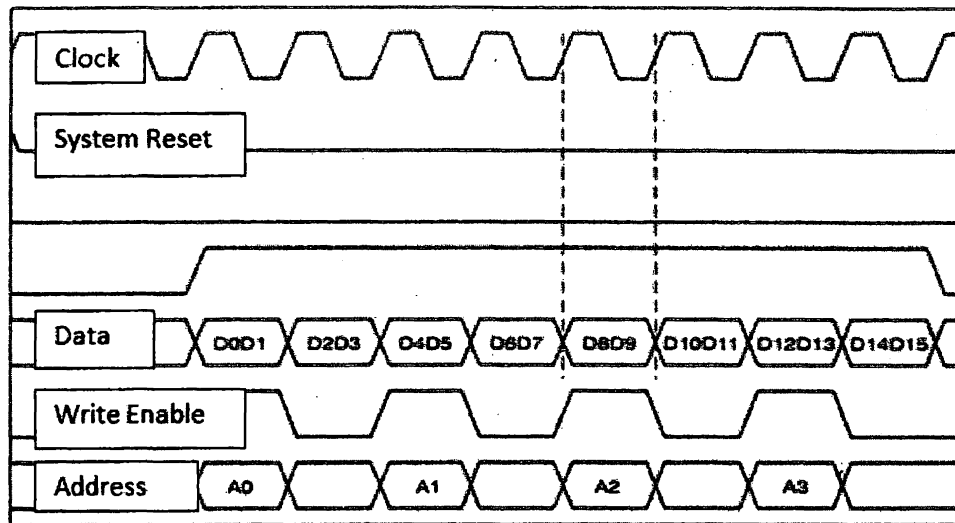 Clock
System Reset
Data
D0D1 D2D3 D4D5 D6D7 D8D9 D10D11 D12D13 D14D15
Write Enable
Address
A0 A1 A2 A3